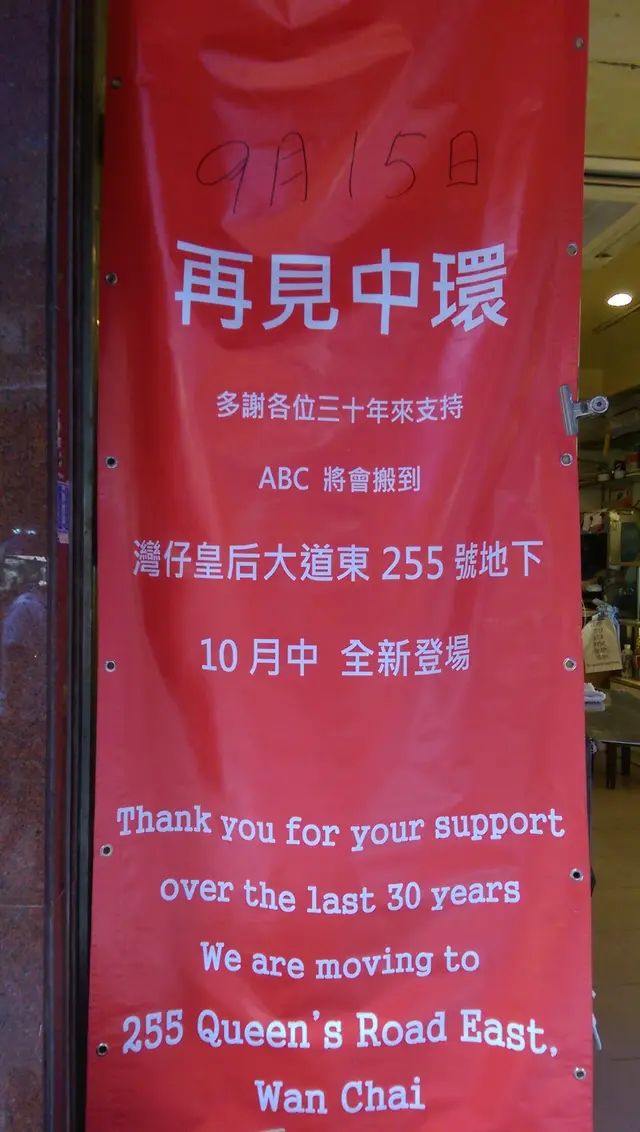 9月15日
再見中環
多謝各位三十年來支持
ABC 將會搬到
灣仔皇后大道東 255 號地下
10 月中 全新登場
Thank you for your support
over the last 30 years
We are moving to
255 Queen's Road East,
Wan Chai